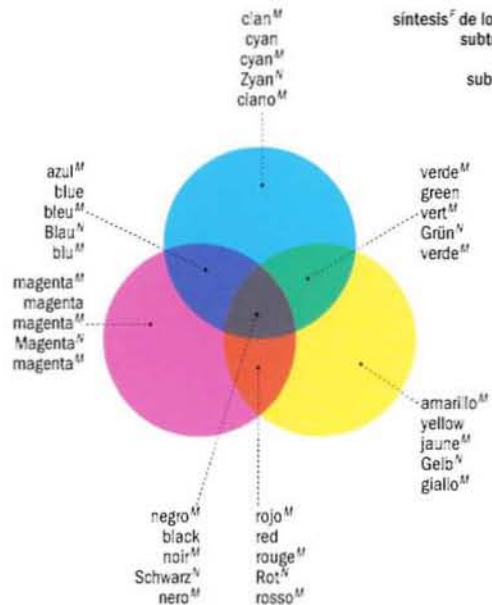 cian M
cyan
cyan M
Zyan N
ciano M
síntesis F de lo
subt
sub
azul M
blue
bleu M
Blau N
blu M
verde M
green
vert M
Grün N
verde M
magenta M
magenta
magenta M
Magenta N
magenta M
amarillo M
yellow
jaune M
Gelb N
giallo M
negro M
black
noir M
Schwarz N
nero M
rojo M
red
rouge M
Rot N
rosso M